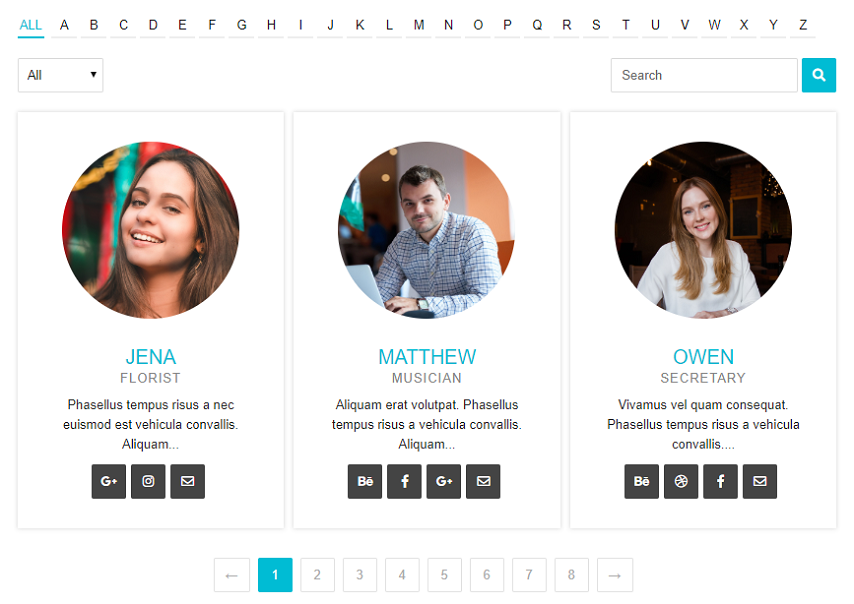 ALL A B C D E F G H I J K L M N O P Q R S T U V W X Y Z
All Search
JENA
FLORIST
Phasellus tempus risus a nec
euismod est vehicula convallis.
Aliquam...
G+
MATTHEW
MUSICIAN
Aliquam erat volutpat. Phasellus
tempus risus a vehicula convallis.
Aliquam...
Bē f G+
OWEN
SECRETARY
Vivamus vel quam consequat.
Phasellus tempus risus a vehicula
convallis....
Bē f
← 1 2 3 4 5 6 7 8 →